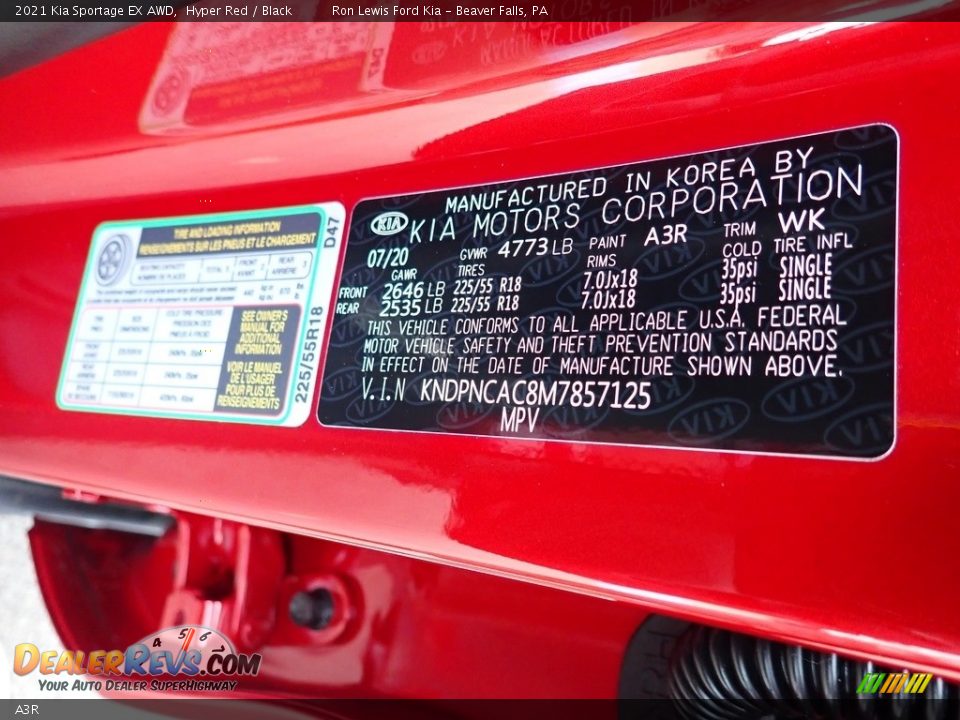 2021 Kia Sportage EX AWD, Hyper Red / Black Ron Lewis Ford Kia - Beaver Falls, PA
TIRE AND LOADING INFORMATION
RENSEIGNEMENTS SUR LES PNEUS ET LE CHARGEMENT
SEE OWNER'S
MANUAL FOR
ADDITIONAL
INFORMATION
VOIR LE MANUEL
DE L'USAGER
POUR PLUS DE
RENSEIGNEMENTS
D47
225/55R18
KIA
MANUFACTURED IN KOREA BY
KIA MOTORS CORPORATION
07/20 GVWR 4773 LB PAINT A3R TRIM WK
GAWR TIRES RIMS COLD TIRE INFL
FRONT 2646 LB 225/55 R18 7.0Jx18 35psi SINGLE
REAR 2535 LB 225/55 R18 7.0Jx18 35psi SINGLE
THIS VEHICLE CONFORMS TO ALL APPLICABLE U.S.A. FEDERAL
MOTOR VEHICLE SAFETY AND THEFT PREVENTION STANDARDS
IN EFFECT ON THE DATE OF MANUFACTURE SHOWN ABOVE.
V.I.N KNDPNCAC8M7857125
MPV
4 5 6
DEALERREVS.COM
YOUR AUTO DEALER SUPERHIGHWAY
A3R